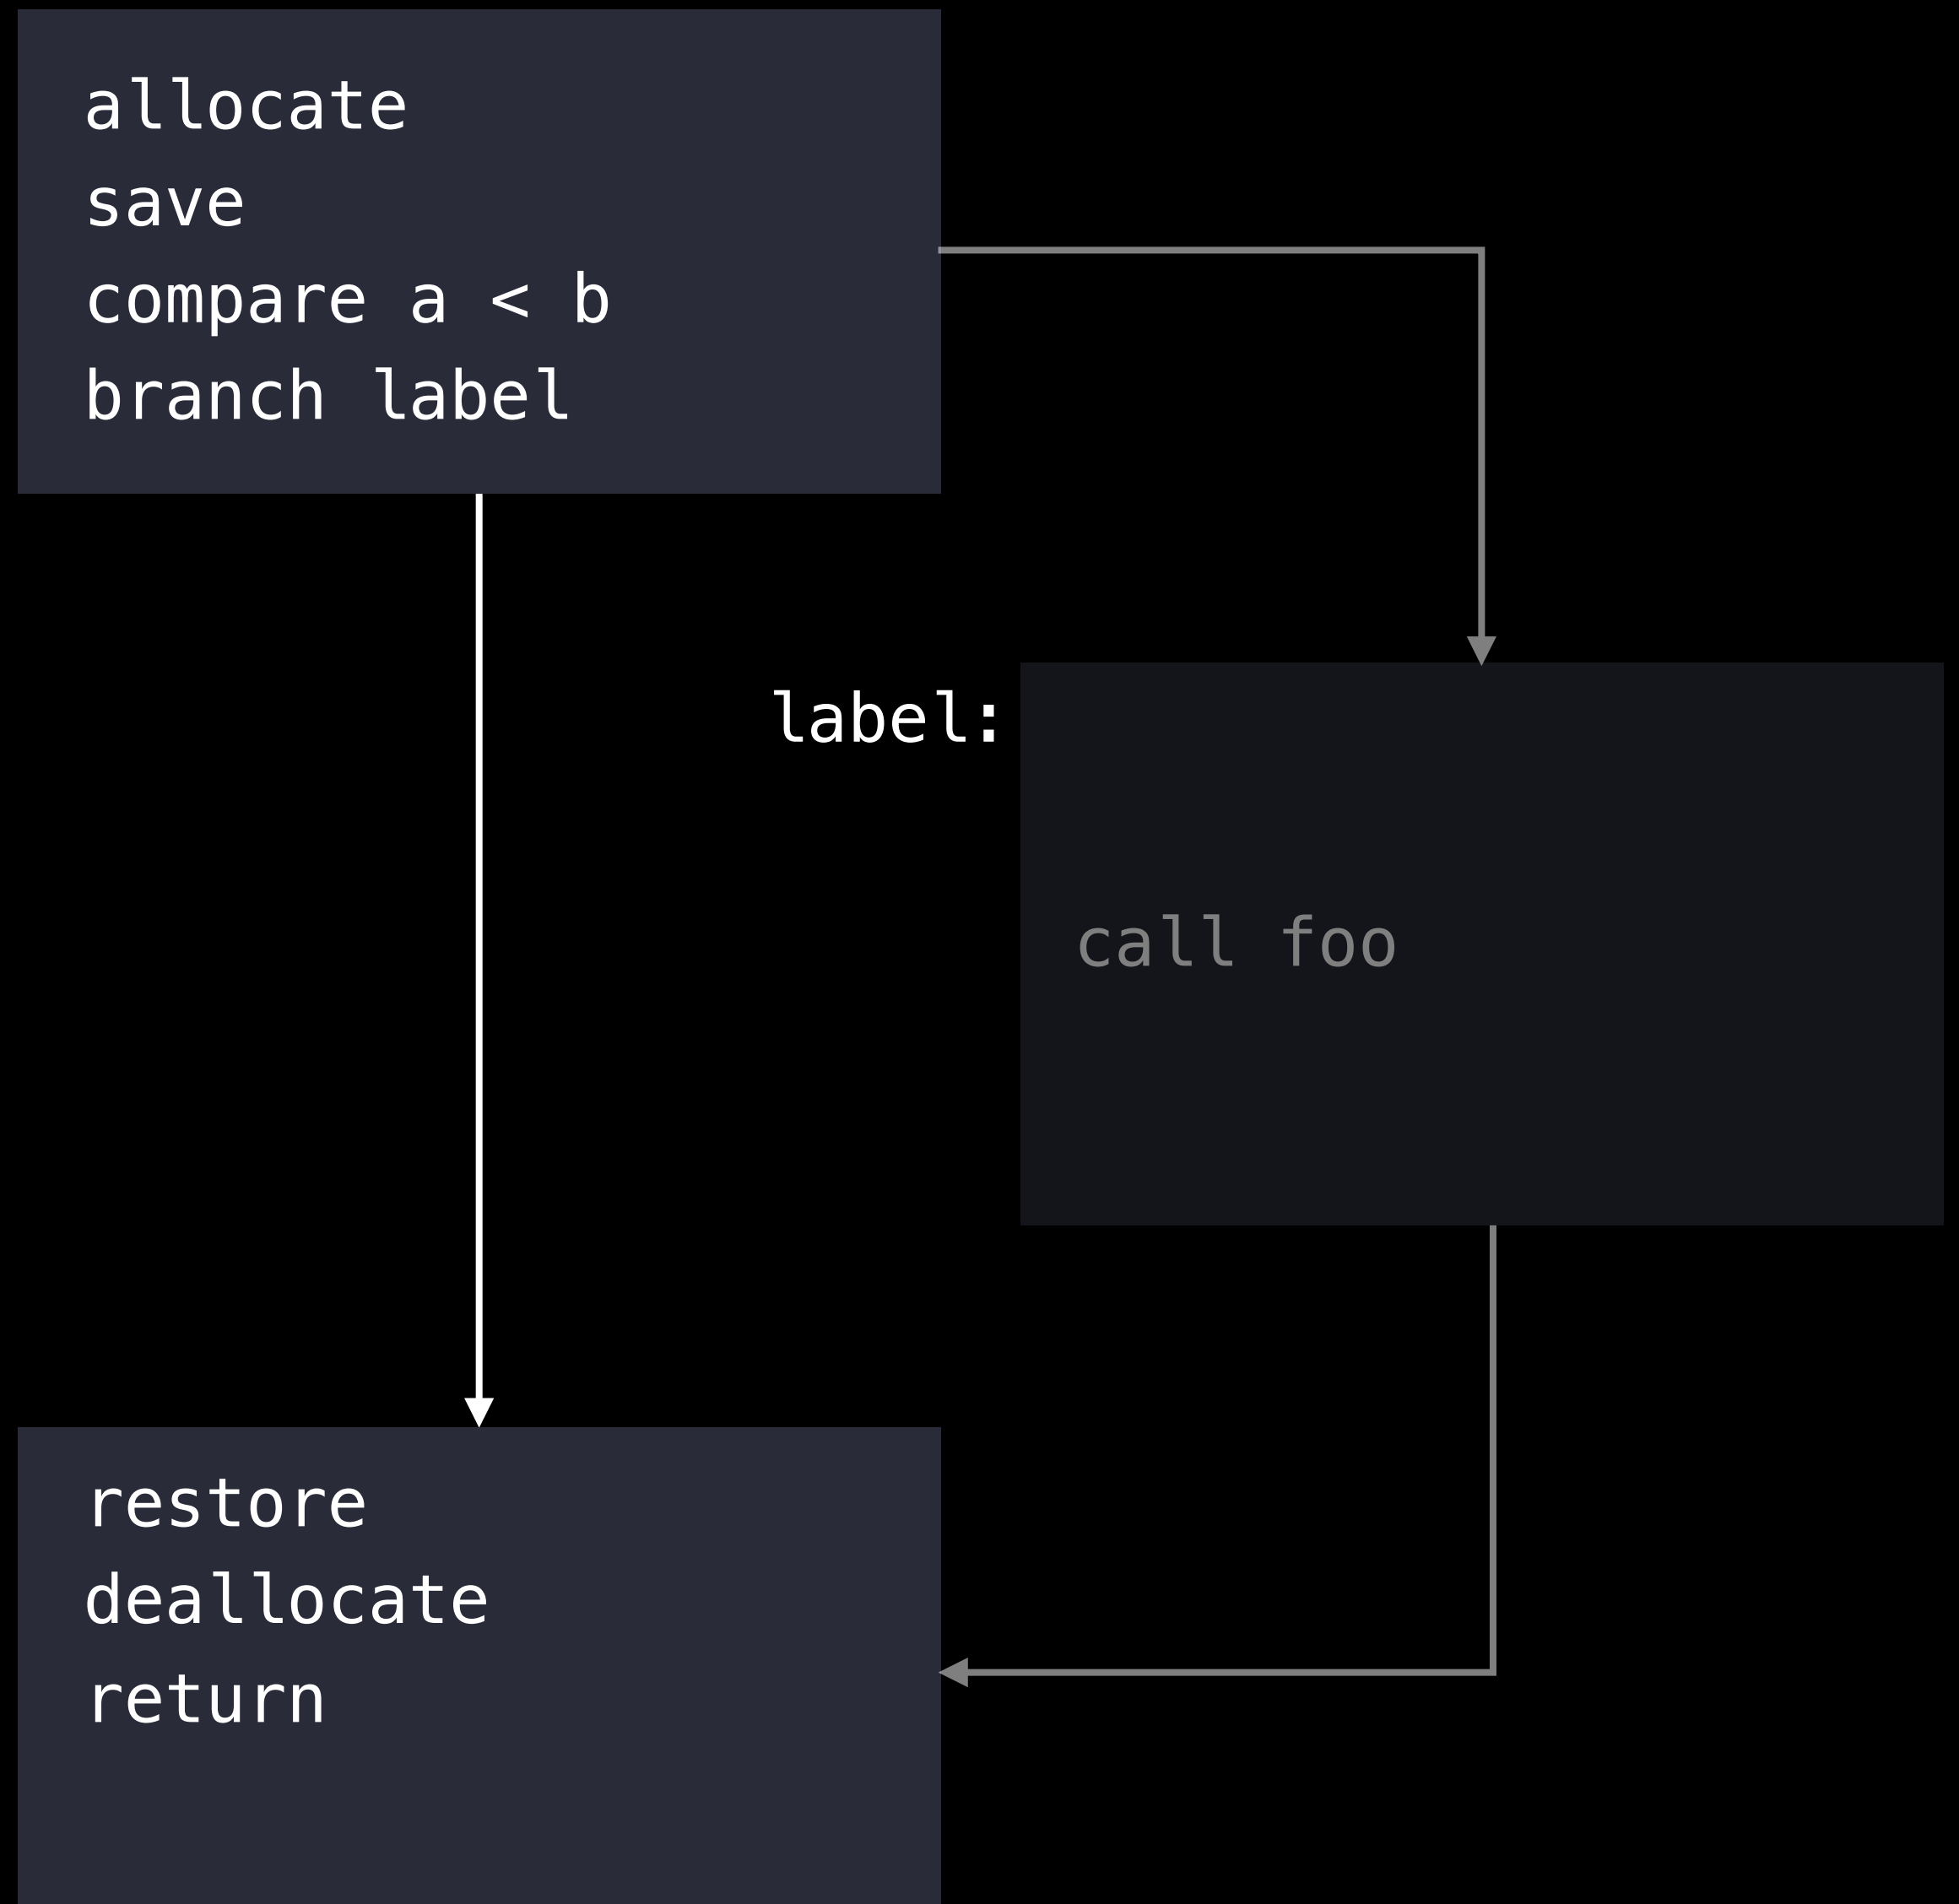 allocate
save
compare a < b
branch label
label:
call foo
restore
deallocate
return